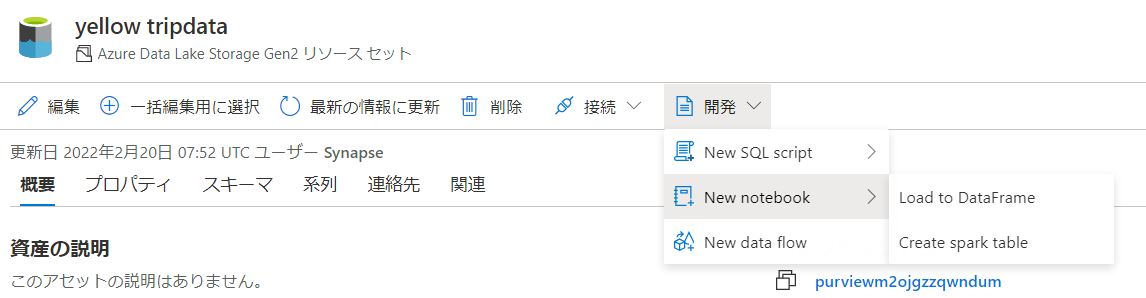 yellow tripdata
Azure Data Lake Storage Gen2 リソース セット
編集 一括編集用に選択 最新の情報に更新 削除 接続 開発
更新日 2022年2月20日 07:52 UTC ユーザー Synapse
New SQL script
概要 プロパティ スキーマ 系列 連絡先 関連
New notebook
Load to DataFrame
New data flow
Create spark table
資産の説明
このアセットの説明はありません。
purviewm2ojgzzqwndum